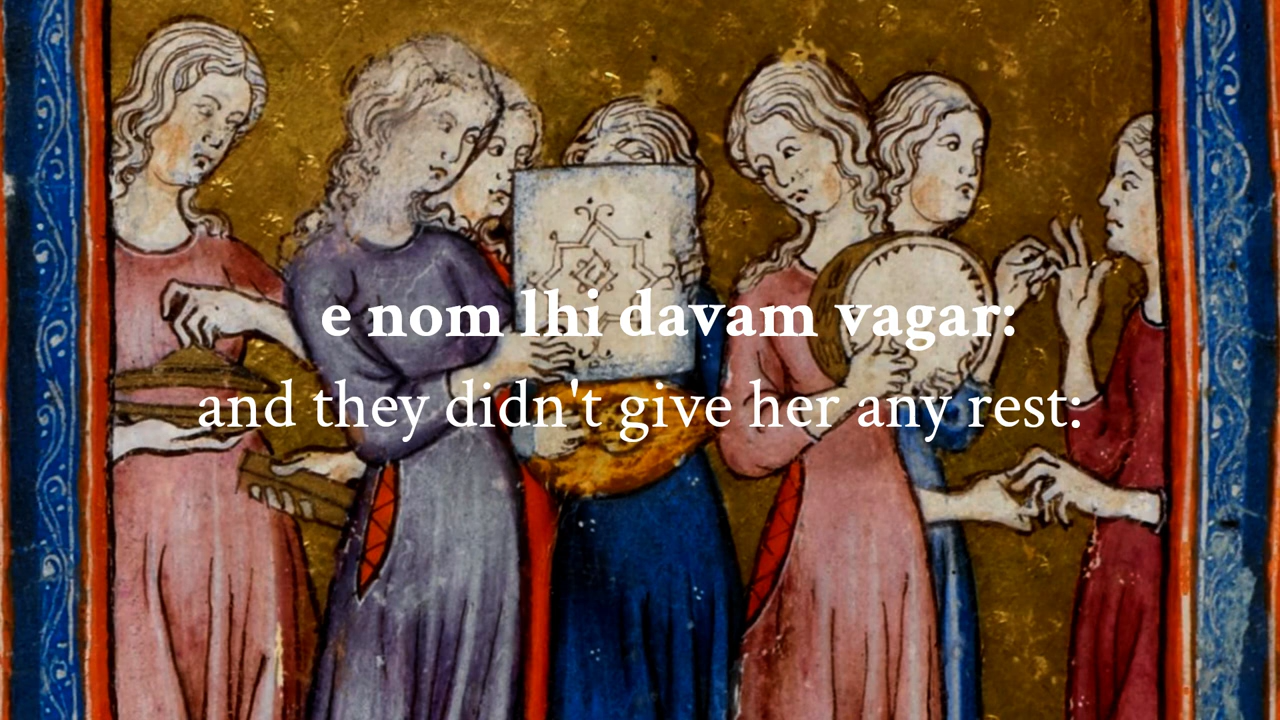 e nom lhi davam vagar:
and they didn't give her any rest: